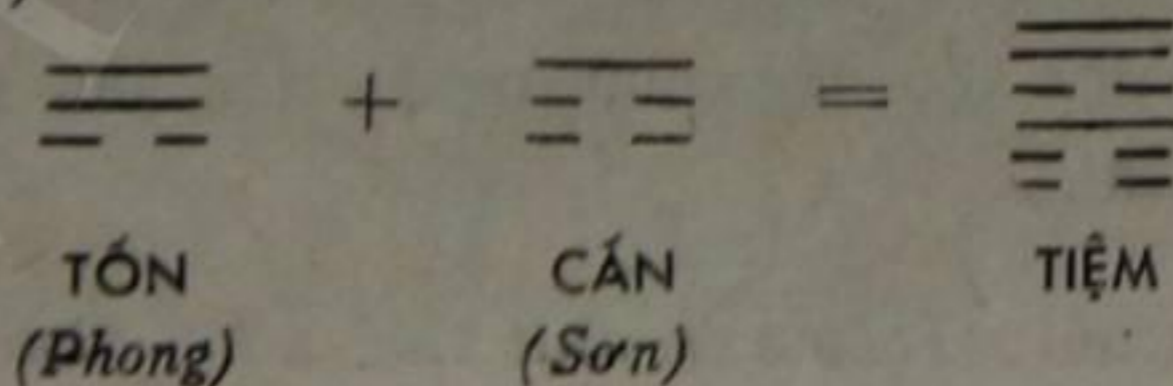 + =
TỐN CẤN TIỆM
(Phong) (Sơn)